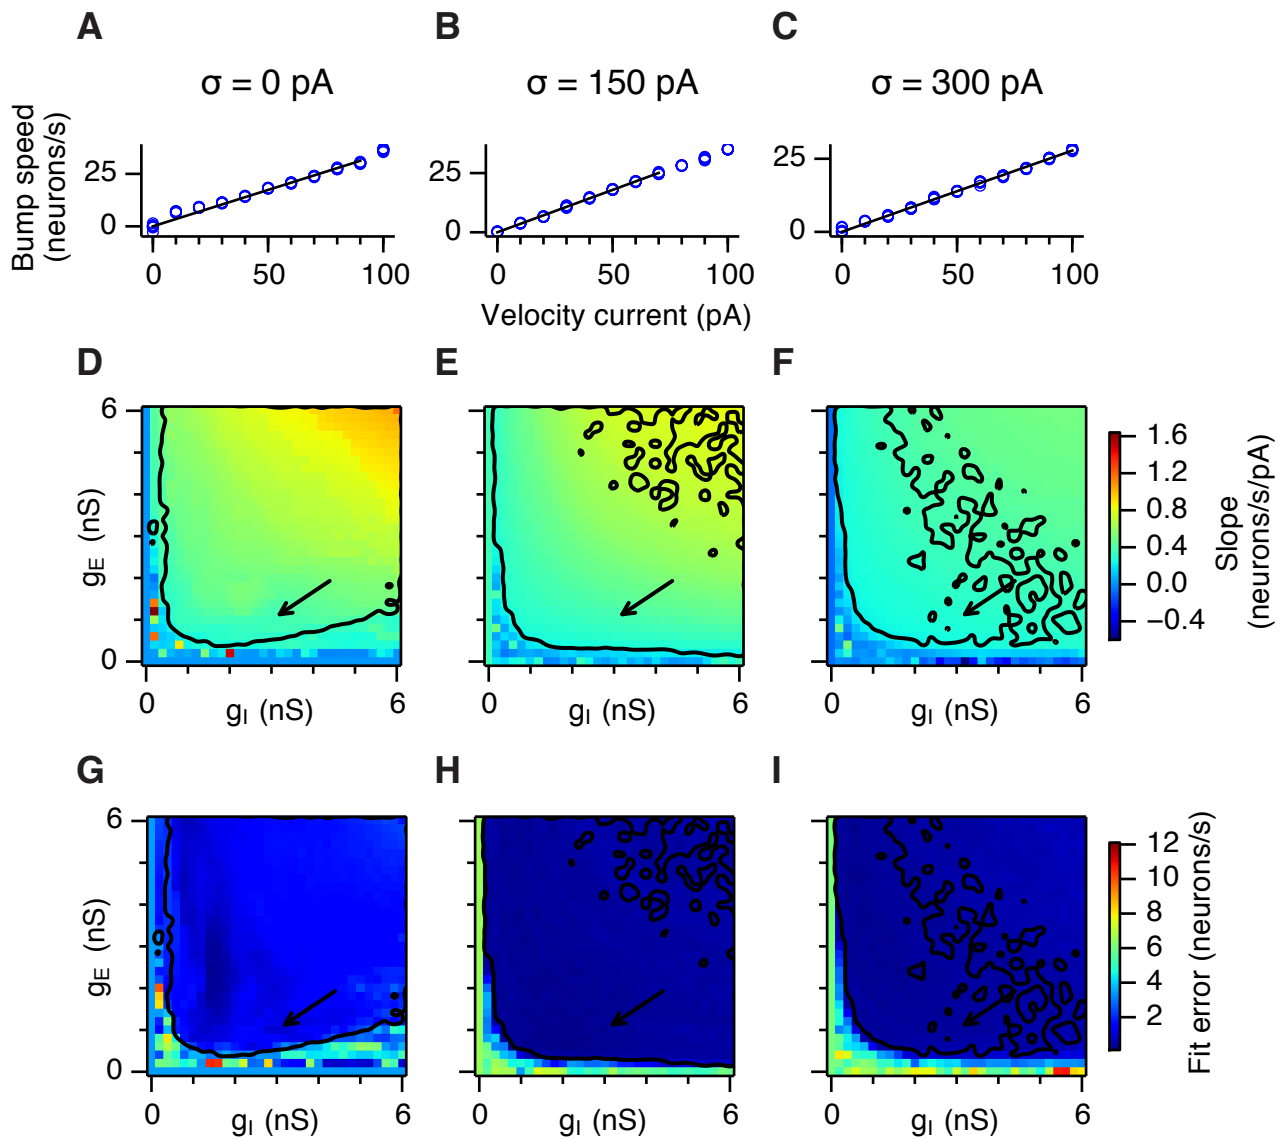 A B C
σ = 0 pA σ = 150 pA σ = 300 pA
Bump speed
(neurons/s)
25
0
0 50 100
25
0
0 50 100
25
0
0 50 100
Velocity current (pA)
D E F
gE (nS)
6
0
0 6
gI (nS)
0 6
gI (nS)
0 6
gI (nS)
1.6
1.2
0.8
0.4
0.0
−0.4
Slope
(neurons/s/pA)
G H I
gE (nS)
6
0
0 6
gI (nS)
0 6
gI (nS)
0 6
gI (nS)
12
10
8
6
4
2
Fit error (neurons/s)